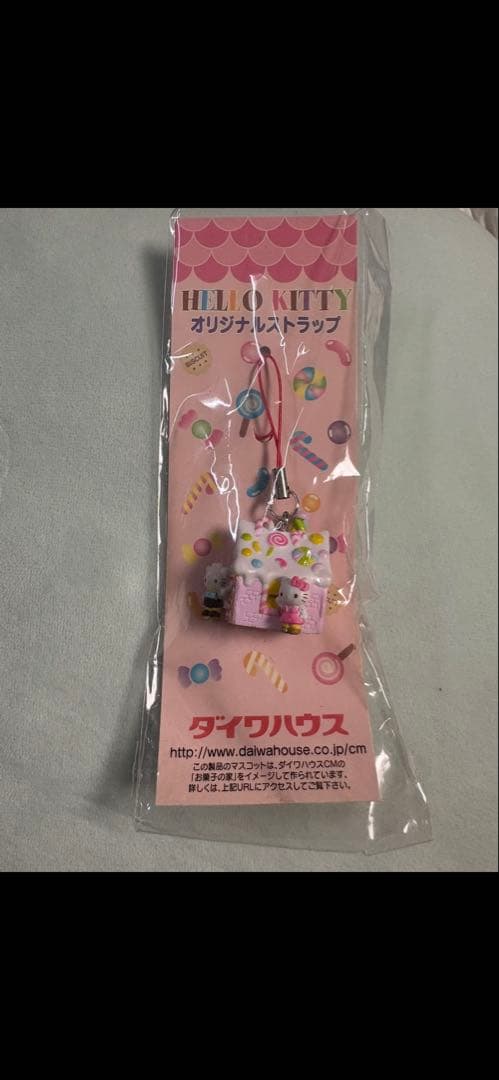 HELLO KITTY
オリジナルストラップ
BISCUIT
ダイワハウス
http://www.daiwahouse.co.jp/cm
この製品のマスコットは、ダイワハウスCMの
「お菓子の家」をイメージして作られています。
詳しくは、上記URLにアクセスしてご覧下さい。